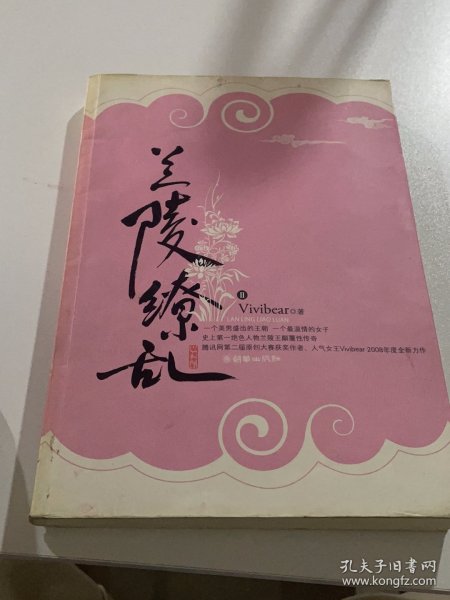 兰陵缭乱
II
Vivibear◎著
LAN LING LIAO LUAN
一个美男盛出的王朝 一个最温情的女子
史上第一绝色人物兰陵王颠覆性传奇
腾讯网第二届原创大赛获奖作者、人气女王Vivibear 2008年度全新力作
孔夫子旧书网
www.kongfz.com